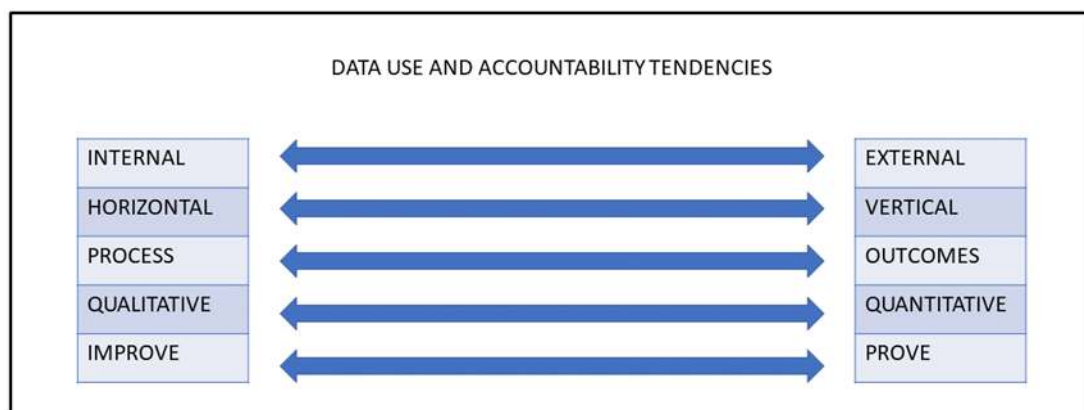 DATA USE AND ACCOUNTABILITY TENDENCIES
INTERNAL EXTERNAL
HORIZONTAL VERTICAL
PROCESS OUTCOMES
QUALITATIVE QUANTITATIVE
IMPROVE PROVE